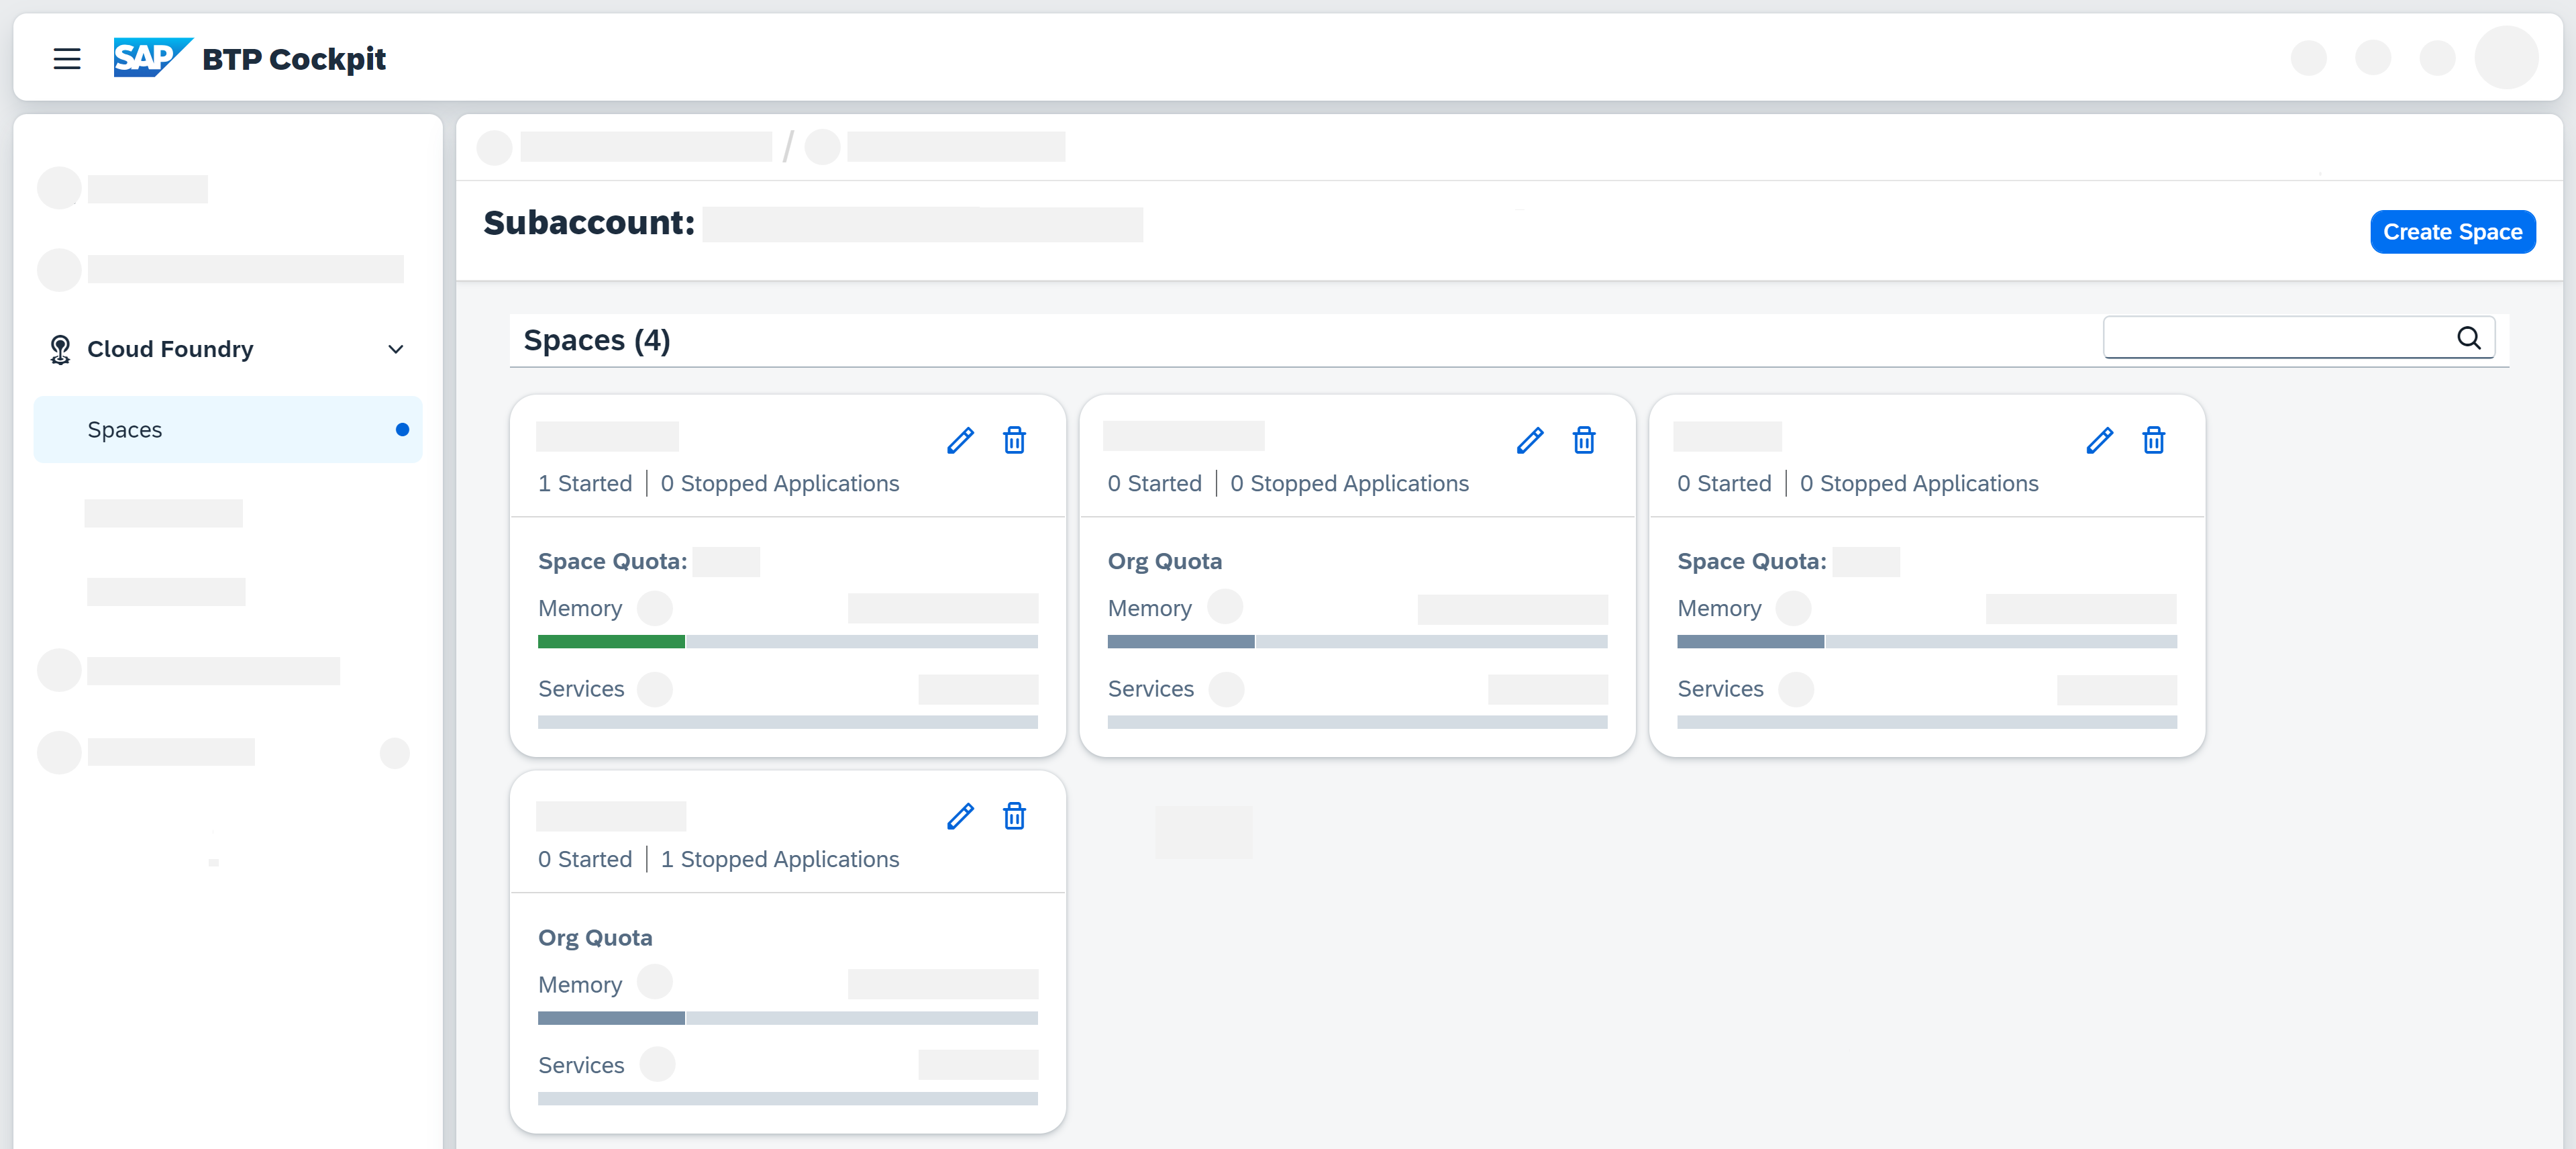 SAP BTP Cockpit
Subaccount:
Create Space
Cloud Foundry
Spaces
Spaces (4)
1 Started | 0 Stopped Applications
Space Quota:
Memory
Services
0 Started | 0 Stopped Applications
Org Quota
Memory
Services
0 Started | 0 Stopped Applications
Space Quota:
Memory
Services
0 Started | 1 Stopped Applications
Org Quota
Memory
Services